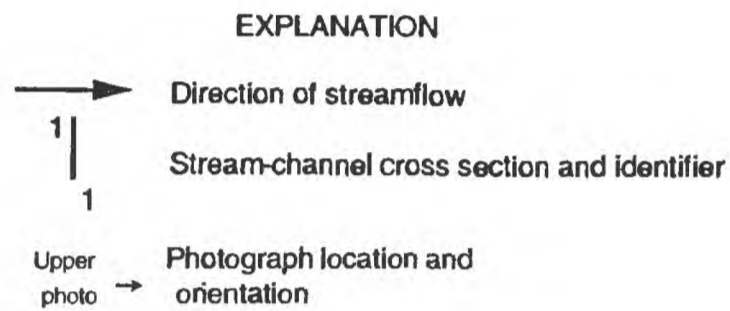 EXPLANATION
Direction of streamflow
1
Stream-channel cross section and identifier
1
Upper Photograph location and
photo orientation